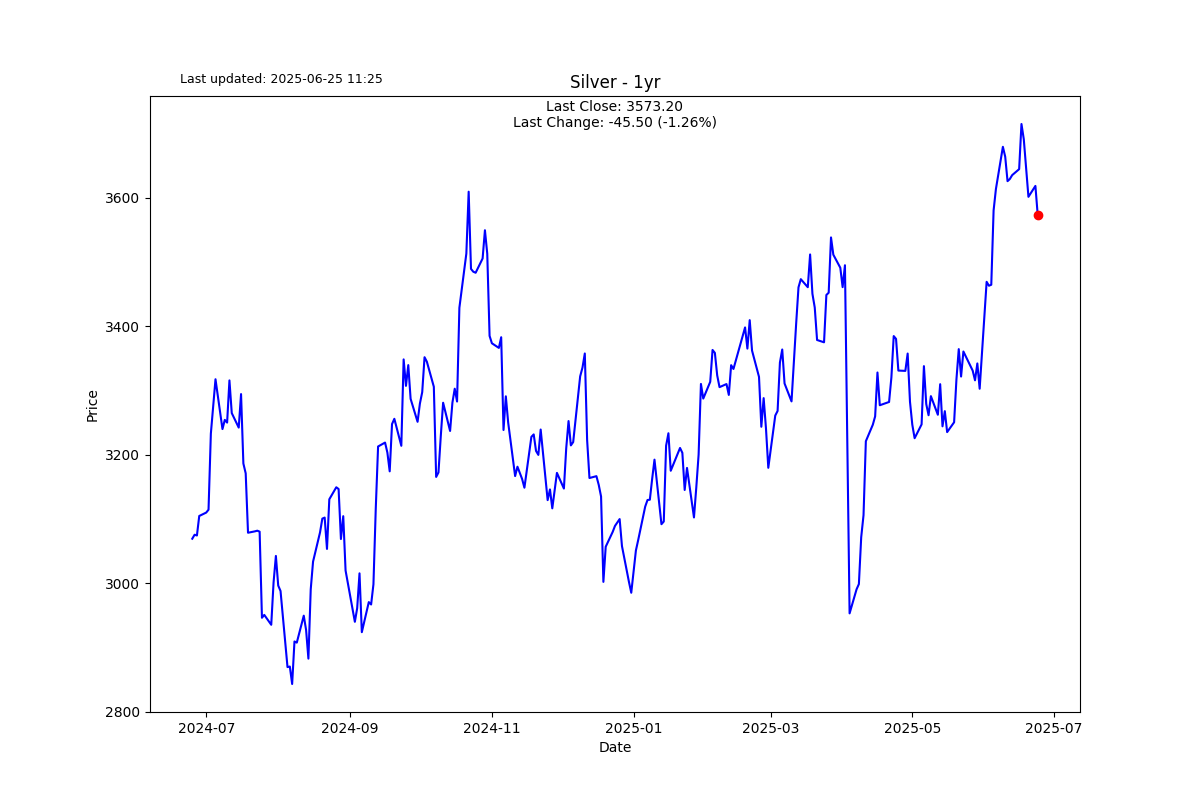 Last updated: 2025-06-25 11:25
Silver - 1yr
Last Close: 3573.20
Last Change: -45.50 (-1.26%)
3600
3400
3200
3000
2800
Price
2024-07
2024-09
2024-11
2025-01
2025-03
2025-05
2025-07
Date